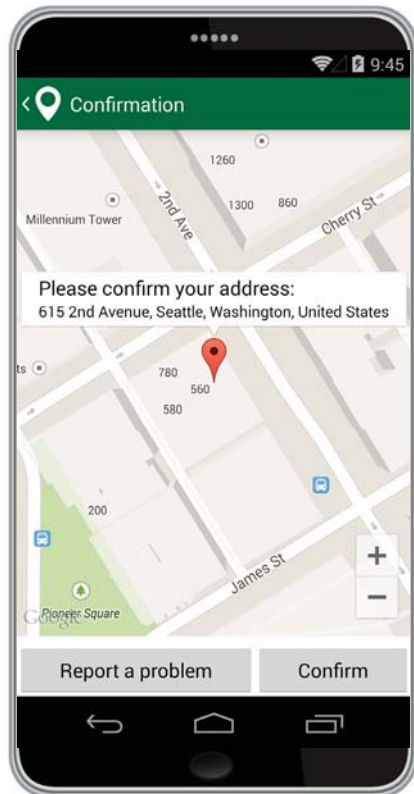 9:45
Confirmation
1260
2nd Ave
1300
860
Cherry St
Millennium Tower
Please confirm your address:
615 2nd Avenue, Seattle, Washington, United States
ts
780
560
580
200
James St
+
−
Pioneer Square
Google
Report a problem
Confirm